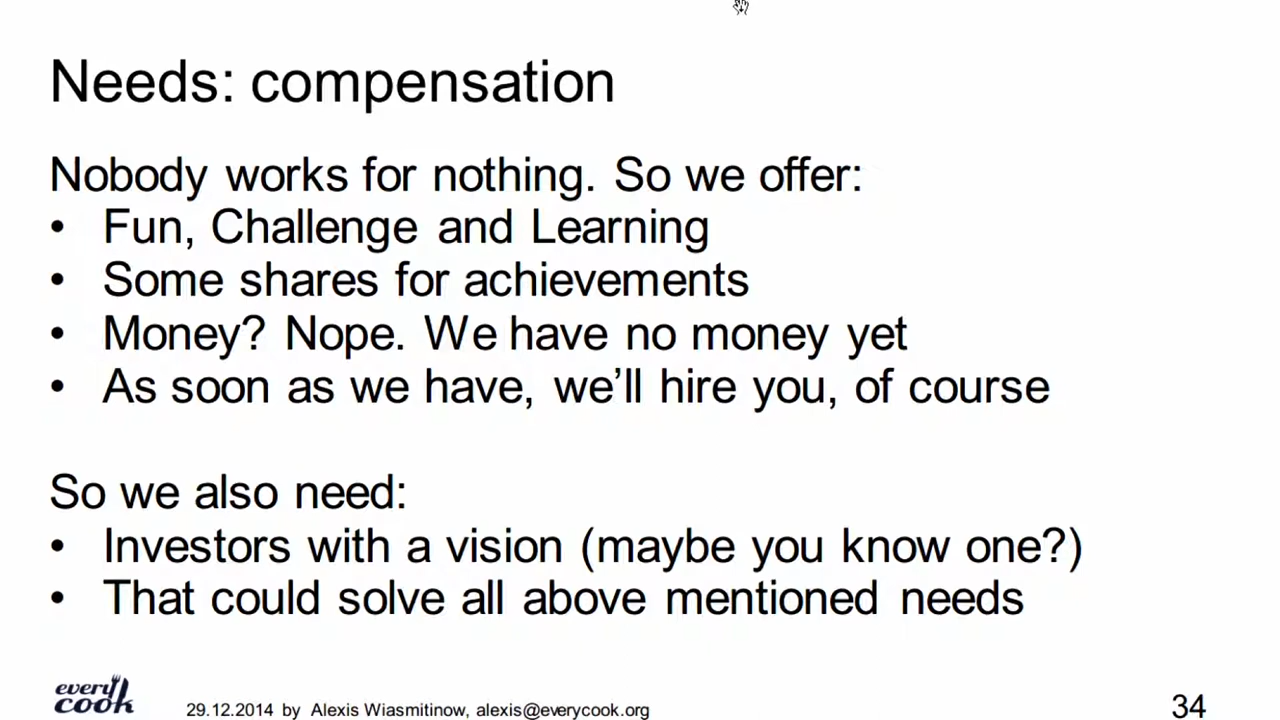 Needs: compensation
Nobody works for nothing. So we offer:
• Fun, Challenge and Learning
• Some shares for achievements
• Money? Nope. We have no money yet
• As soon as we have, we’ll hire you, of course
So we also need:
• Investors with a vision (maybe you know one?)
• That could solve all above mentioned needs
every
cook
29.12.2014 by Alexis Wiasmitinow, alexis@everycook.org
34